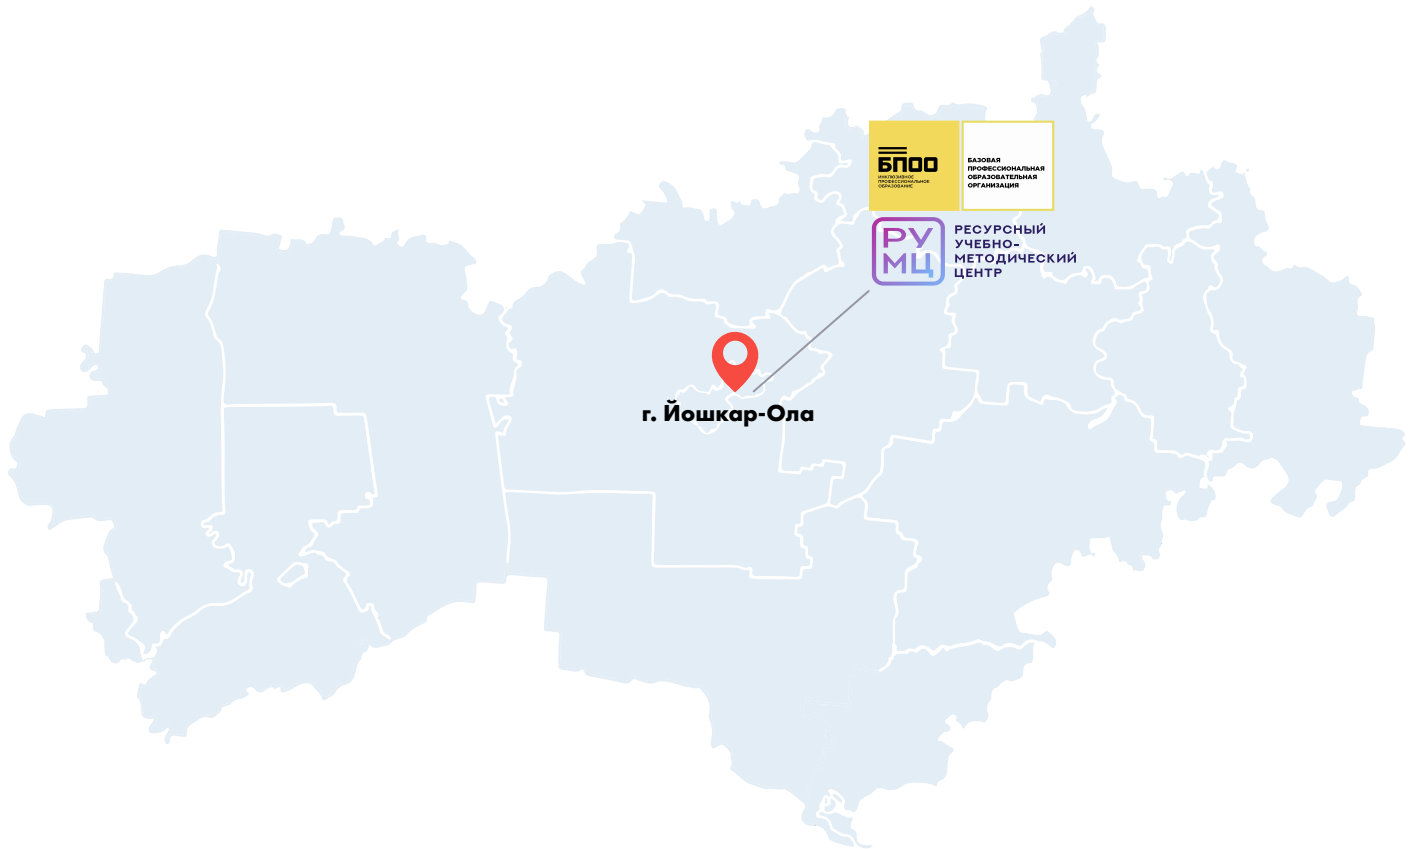 БПОО
ИНКЛЮЗИВНОЕ
ПРОФЕССИОНАЛЬНОЕ
ОБРАЗОВАНИЕ
БАЗОВАЯ
ПРОФЕССИОНАЛЬНАЯ
ОБРАЗОВАТЕЛЬНАЯ
ОРГАНИЗАЦИЯ
РУ
МЦ
РЕСУРСНЫЙ
УЧЕБНО-
МЕТОДИЧЕСКИЙ
ЦЕНТР
г. Йошкар-Ола